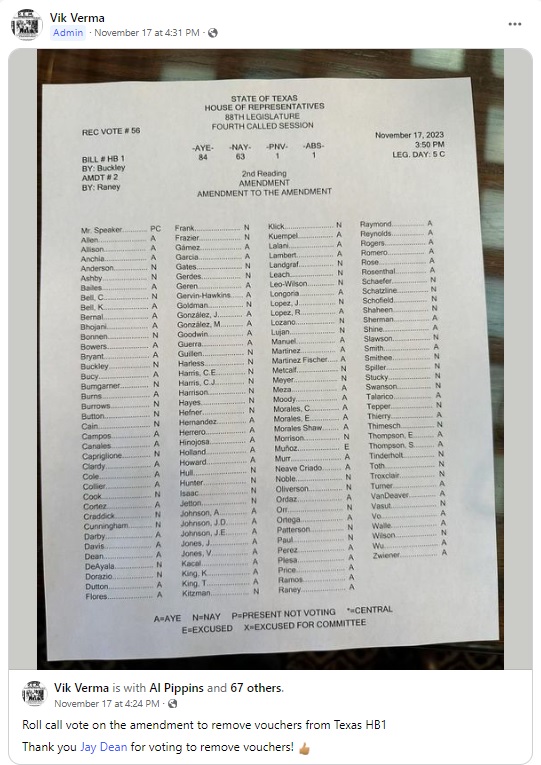 Vik Verma
Admin · November 17 at 4:31 PM ·
STATE OF TEXAS
HOUSE OF REPRESENTATIVES
88TH LEGISLATURE
FOURTH CALLED SESSION
REC VOTE # 56
BILL # HB 1
BY: Buckley
AMDT # 2
BY: Raney
-AYE- -NAY- -PNV- -ABS-
84 63 1 1
2nd Reading
AMENDMENT
AMENDMENT TO THE AMENDMENT
November 17, 2023
3:50 PM
LEG. DAY: 5 C
Mr. Speaker PC
Allen A
Allison A
Anchia A
Anderson N
Ashby A
Bailes A
Bell, C. N
Bell, K. A
Bernal A
Bhojani A
Bonnen N
Bowers A
Bryant A
Buckley N
Bucy A
Bumgarner N
Burns A
Burrows N
Button N
Cain N
Campos A
Canales A
Capriglione N
Clardy A
Cole A
Collier A
Cook N
Cortez A
Craddick N
Cunningham N
Darby A
Davis A
Dean A
DeAyala N
Dorazio N
Dutton A
Flores A
Frank N
Frazier N
Gámez A
Garcia A
Gates N
Gerdes N
Geren A
Gervin-Hawkins A
Goldman N
González, J. A
González, M. A
Goodwin A
Guerra A
Guillen N
Harless N
Harris, C.E. N
Harris, C.J. N
Harrison N
Hayes N
Hefner N
Hernandez A
Herrero A
Hinojosa A
Holland A
Howard A
Hull N
Hunter N
Isaac N
Jetton N
Johnson, A. A
Johnson, J.D. A
Johnson, J.E. A
Jones, J. A
Jones, V. A
Kacal A
King, K. A
King, T. A
Kitzman N
Klick N
Kuempel A
Lalani A
Lambert A
Landgraf N
Leach N
Leo-Wilson N
Longoria A
Lopez, J. N
Lopez, R. A
Lozano N
Lujan N
Manuel A
Martinez A
Martinez Fischer A
Metcalf N
Meyer N
Meza A
Moody A
Morales, C. A
Morales, E. A
Morales Shaw A
Morrison N
Muñoz E
Murr A
Neave Criado A
Noble N
Oliverson N
Ordaz A
Orr N
Ortega A
Patterson N
Paul N
Perez A
Plesa A
Price A
Ramos A
Raney A
Raymond A
Reynolds A
Rogers A
Romero A
Rose A
Rosenthal A
Schaefer N
Schatzline N
Schofield N
Shaheen N
Sherman A
Shine A
Slawson N
Smith A
Smithee N
Spiller N
Stucky N
Swanson N
Talarico A
Tepper N
Thierry A
Thimesch N
Thompson, E. A
Thompson, S. A
Tinderholt N
Toth N
Troxclair N
Turner A
VanDeaver A
Vasut N
Vo A
Walle A
Wilson N
Wu A
Zwiener A
A=AYE N=NAY P=PRESENT NOT VOTING *=CENTRAL
E=EXCUSED X=EXCUSED FOR COMMITTEE
Vik Verma is with Al Pippins and 67 others.
November 17 at 4:24 PM ·
Roll call vote on the amendment to remove vouchers from Texas HB1
Thank you Jay Dean for voting to remove vouchers! 👍🏽